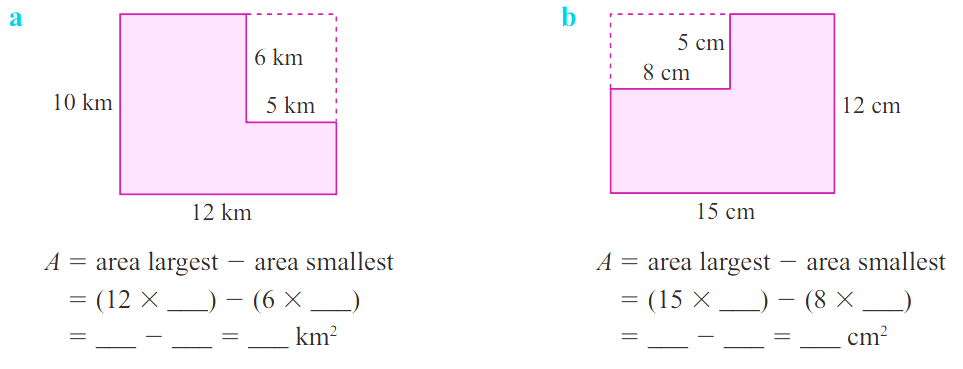 a
6 km
10 km
5 km
12 km
A = area largest − area smallest
= (12 × ___) − (6 × ___)
= ___ − ___ = ___ km²
b
5 cm
8 cm
12 cm
15 cm
A = area largest − area smallest
= (15 × ___) − (8 × ___)
= ___ − ___ = ___ cm²